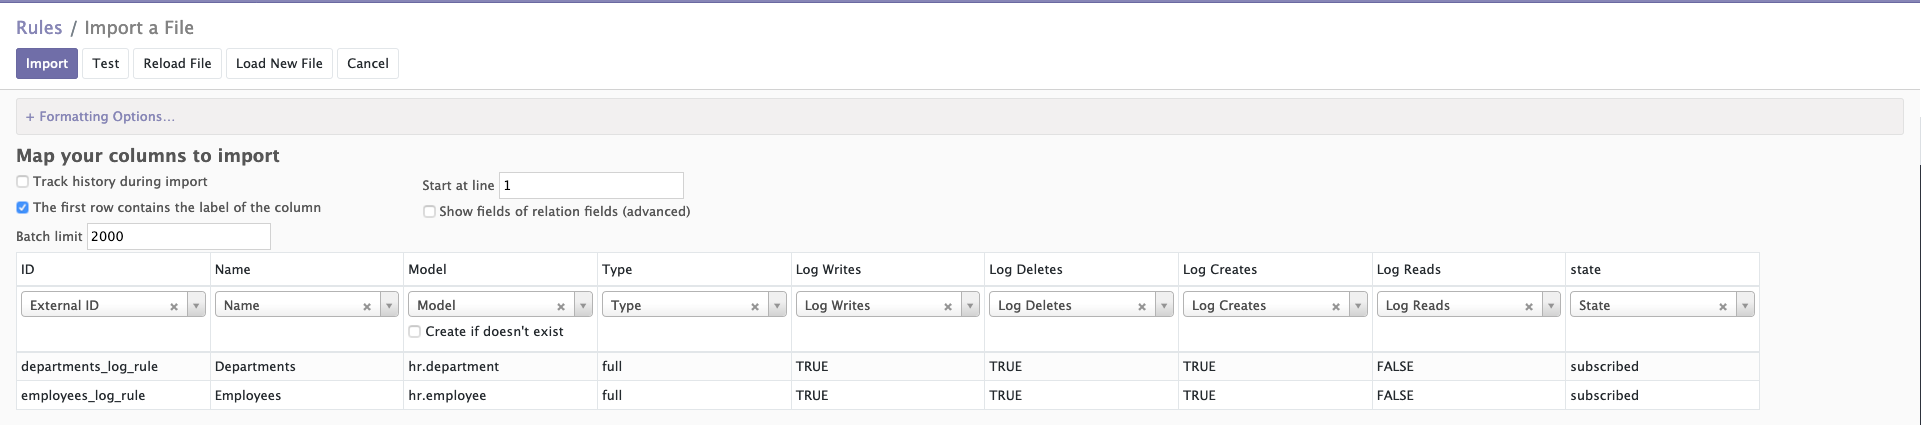 Rules / Import a File
Import Test Reload File Load New File Cancel
+ Formatting Options...
Map your columns to import
Track history during import
Start at line 1
The first row contains the label of the column
Show fields of relation fields (advanced)
Batch limit 2000
ID Name Model Type Log Writes Log Deletes Log Creates Log Reads state
External ID × Name × Model × Type × Log Writes × Log Deletes × Log Creates × Log Reads × State ×
Create if doesn't exist
departments_log_rule Departments hr.department full TRUE TRUE TRUE FALSE subscribed
employees_log_rule Employees hr.employee full TRUE TRUE TRUE FALSE subscribed